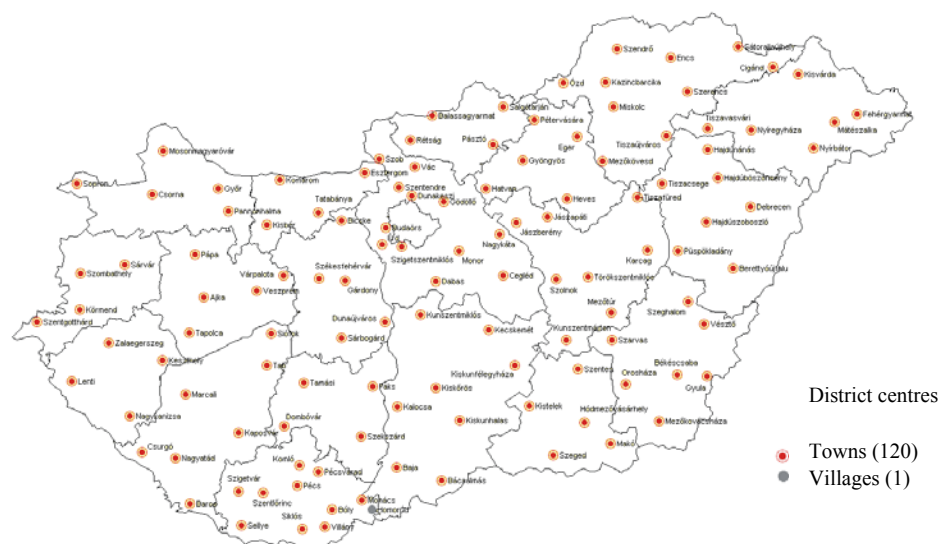 Szendrő
Encs
Sátoraljaújhely
Cigánd
Kisvárda
Ózd
Kazincbarcika
Szerencs
Miskolc
Salgótarján
Balassagyarmat
Pétervására
Tiszavasvári
Fehérgyarmat
Nyíregyháza
Mátészalka
Rétság
Pásztó
Eger
Tiszaújváros
Hajdúnánás
Nyírbátor
Mosonmagyaróvár
Szob
Vác
Gyöngyös
Mezőkövesd
Sopron
Komárom
Esztergom
Hajdúböszörmény
Győr
Csorna
Szentendre
Dunakeszi
Gödöllő
Hatvan
Heves
Tiszafüred
Tiszacsege
Debrecen
Pannonhalma
Tatabánya
Bicske
Kisbér
Budaörs
Jászapáti
Jászberény
Hajdúszoboszló
Érd
Szigetszentmiklós
Nagykáta
Monor
Karcag
Püspökladány
Berettyóújfalu
Pápa
Sárvár
Szombathely
Várpalota
Székesfehérvár
Gárdony
Veszprém
Dabas
Cegléd
Szolnok
Törökszentmiklós
Ajka
Körmend
Szentgotthárd
Mezőtúr
Szeghalom
Dunaújváros
Kunszentmiklós
Kecskemét
Kunszentmárton
Szarvas
Vésztő
Tapolca
Siófok
Sárbogárd
Zalaegerszeg
Keszthely
Tab
Kiskunfélegyháza
Szentes
Békéscsaba
Gyula
Orosháza
Lenti
Marcali
Tamási
Paks
Kiskőrös
District centres
Nagykanizsa
Kalocsa
Kistelek
Hódmezővásárhely
Mezőkovácsháza
Dombóvár
Kaposvár
Szekszárd
Kiskunhalas
Makó
Csurgó
Nagyatád
Szeged
Towns (120)
Komló
Pécsvárad
Baja
Bácsalmás
Villages (1)
Szigetvár
Pécs
Szentlőrinc
Barcs
Mohács
Homorúd
Bóly
Sellye
Siklós
Villány